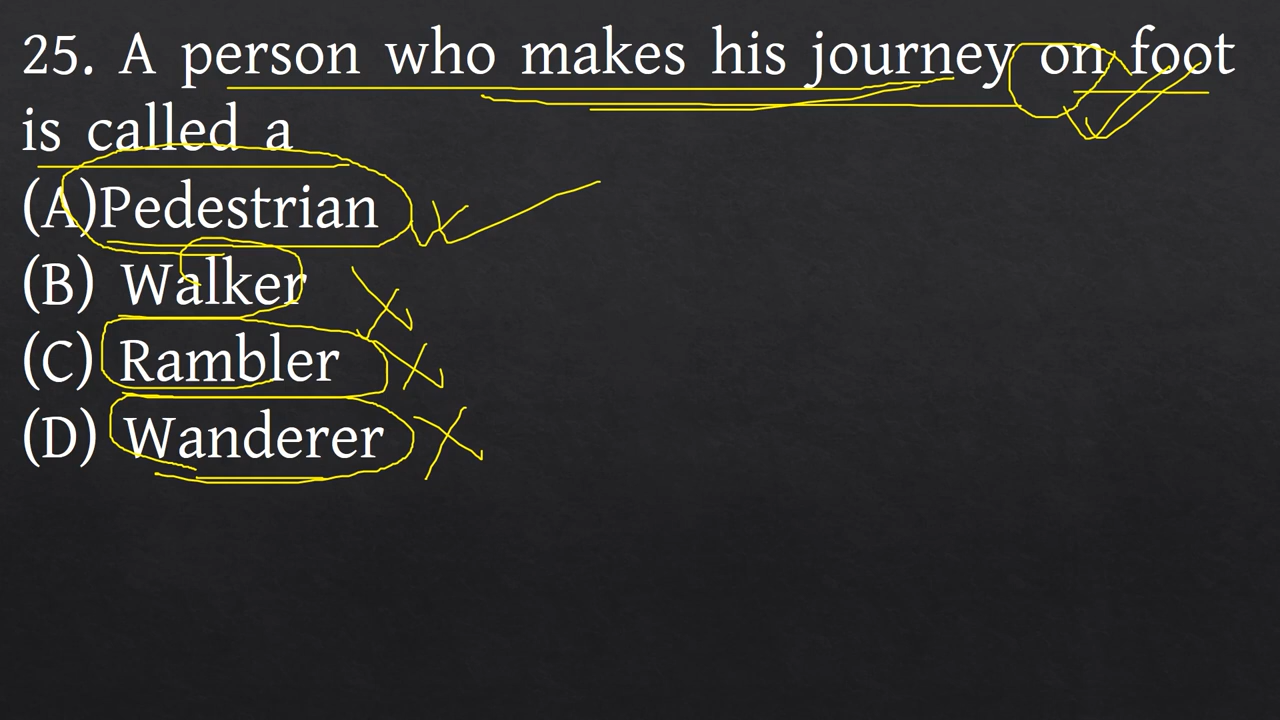 25. A person who makes his journey on foot
is called a
(A)Pedestrian
(B) Walker
(C) Rambler
(D) Wanderer